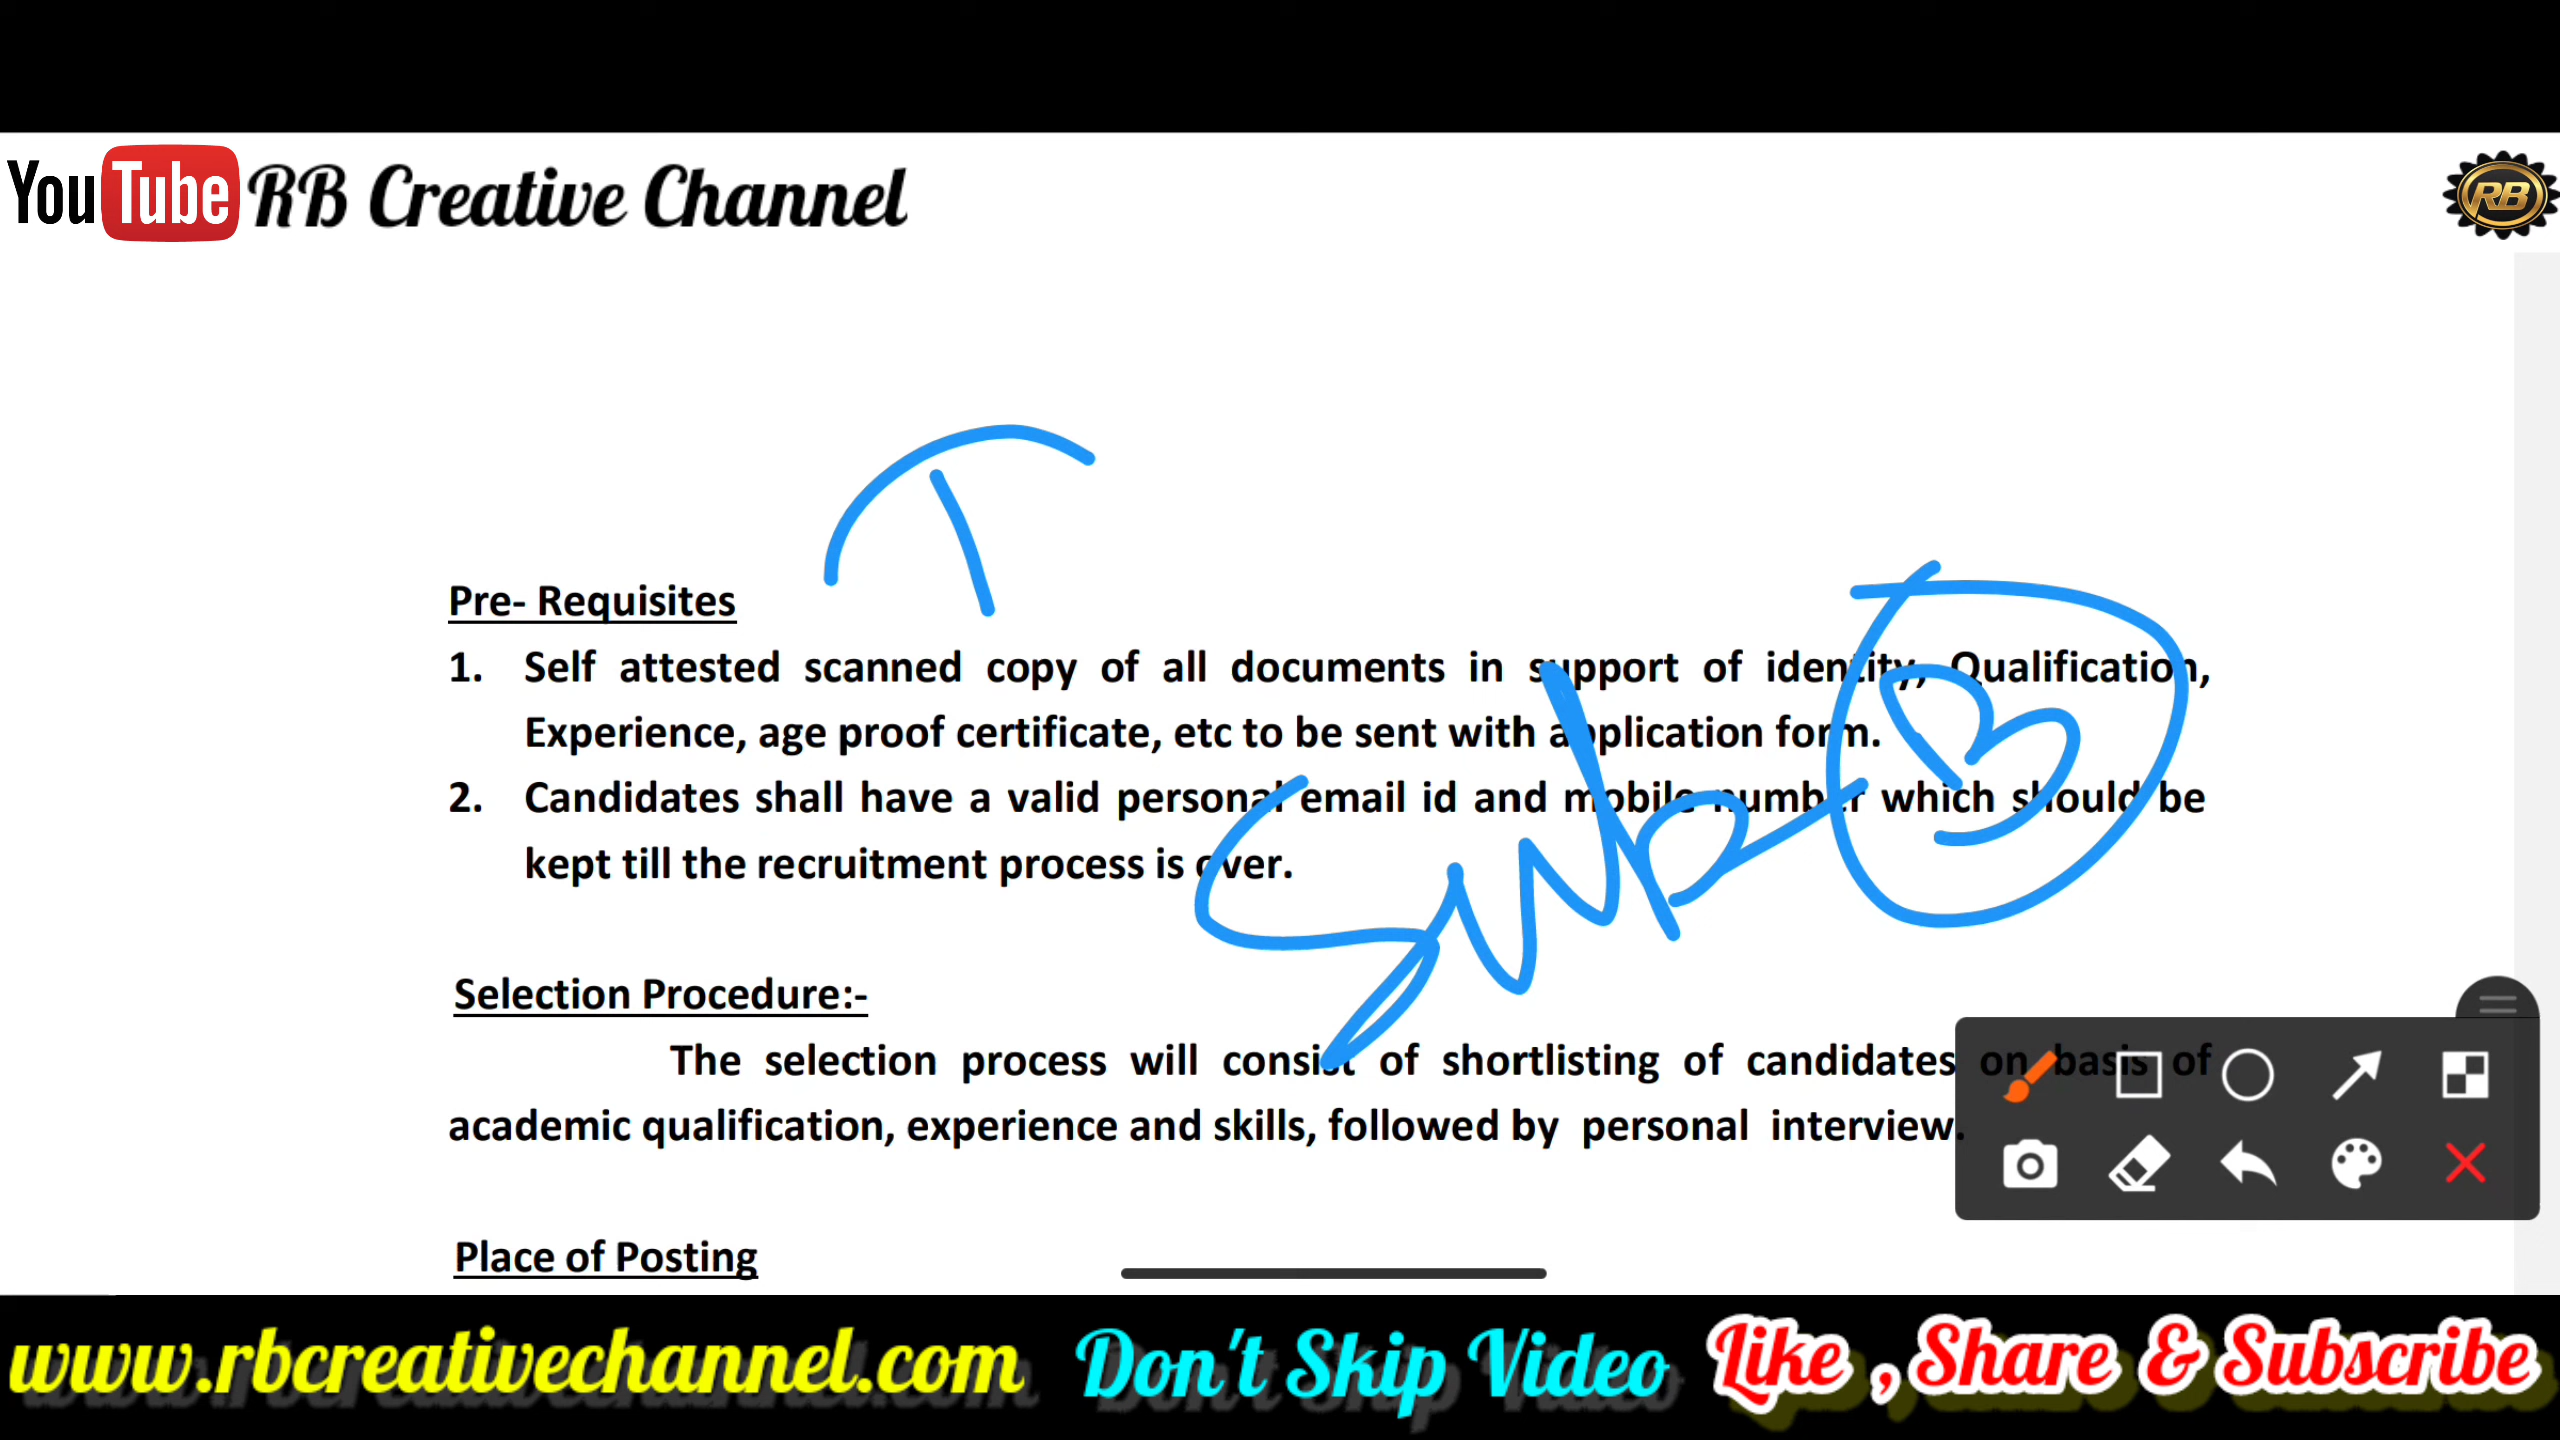 YouTube RB Creative Channel
RB
Pre- Requisites
1. Self attested scanned copy of all documents in support of identity, Qualification,
Experience, age proof certificate, etc to be sent with application form.
2. Candidates shall have a valid personal email id and mobile number which should be
kept till the recruitment process is over.
Selection Procedure:-
The selection process will consist of shortlisting of candidates on basis of
academic qualification, experience and skills, followed by personal interview.
Place of Posting
www.rbcreativechannel.com Don't Skip Video Like , Share & Subscribe